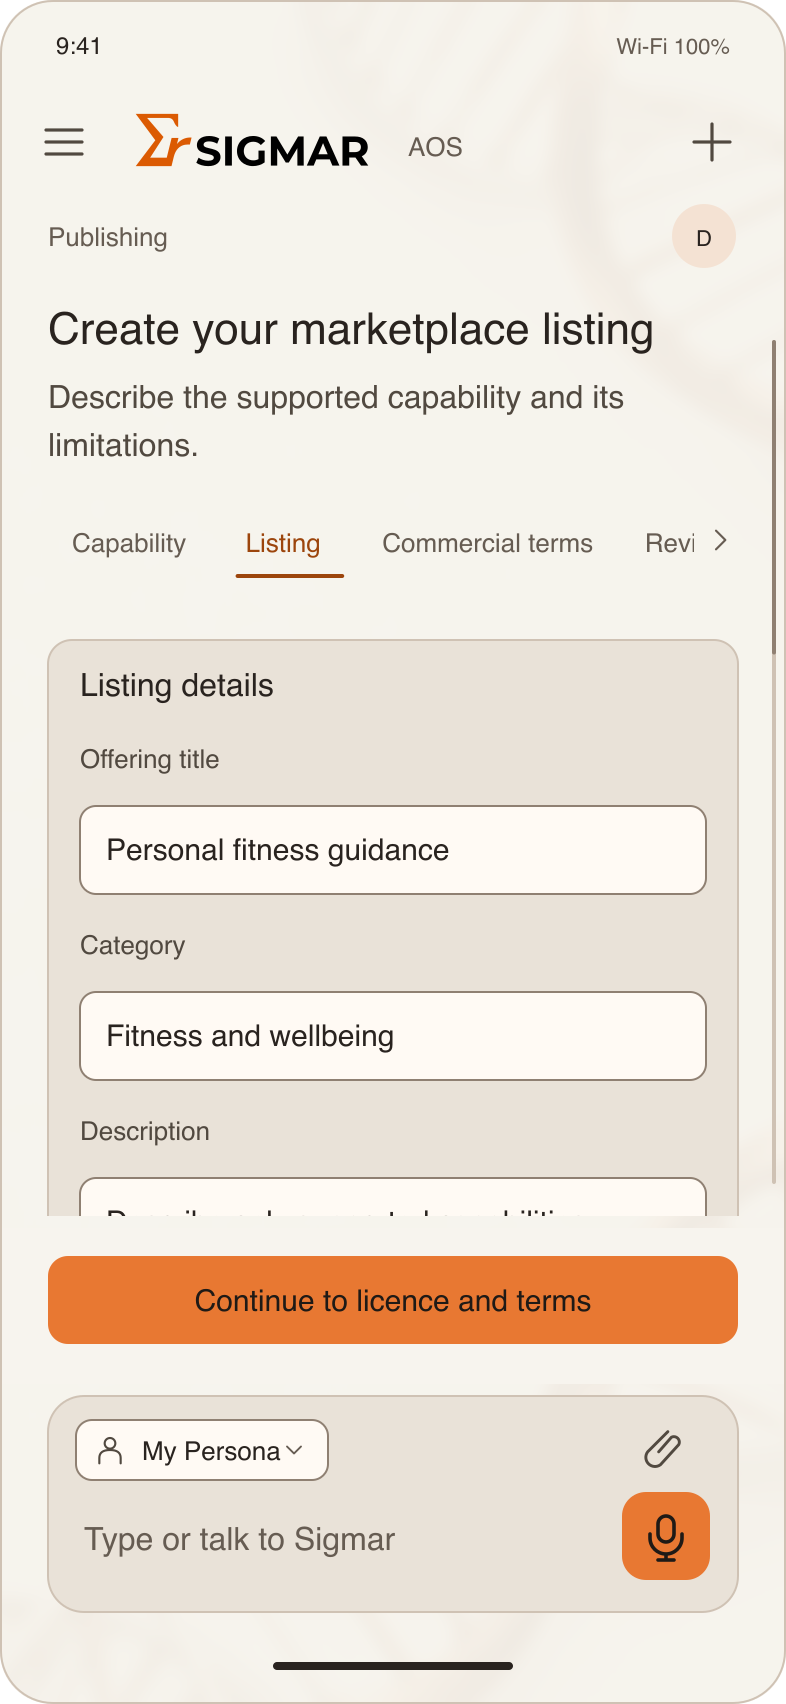 9:41
Wi-Fi 100%
Σr SIGMAR AOS
Publishing
D
Create your marketplace listing
Describe the supported capability and its
limitations.
Capability Listing Commercial terms Revi
Listing details
Offering title
Personal fitness guidance
Category
Fitness and wellbeing
Description
Continue to licence and terms
My Persona
Type or talk to Sigmar